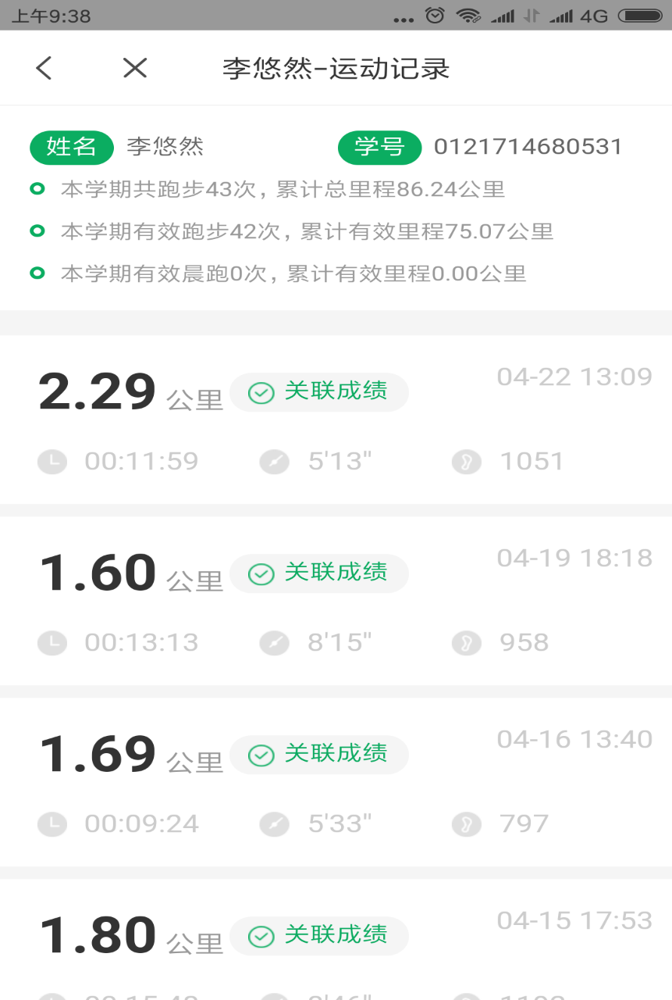 上午9:38 ... 4G
李悠然-运动记录
姓名 李悠然 学号 0121714680531
本学期共跑步43次，累计总里程86.24公里
本学期有效跑步42次，累计有效里程75.07公里
本学期有效晨跑0次，累计有效里程0.00公里
2.29 公里 关联成绩 04-22 13:09
00:11:59 5'13" 1051
1.60 公里 关联成绩 04-19 18:18
00:13:13 8'15" 958
1.69 公里 关联成绩 04-16 13:40
00:09:24 5'33" 797
1.80 公里 关联成绩 04-15 17:53